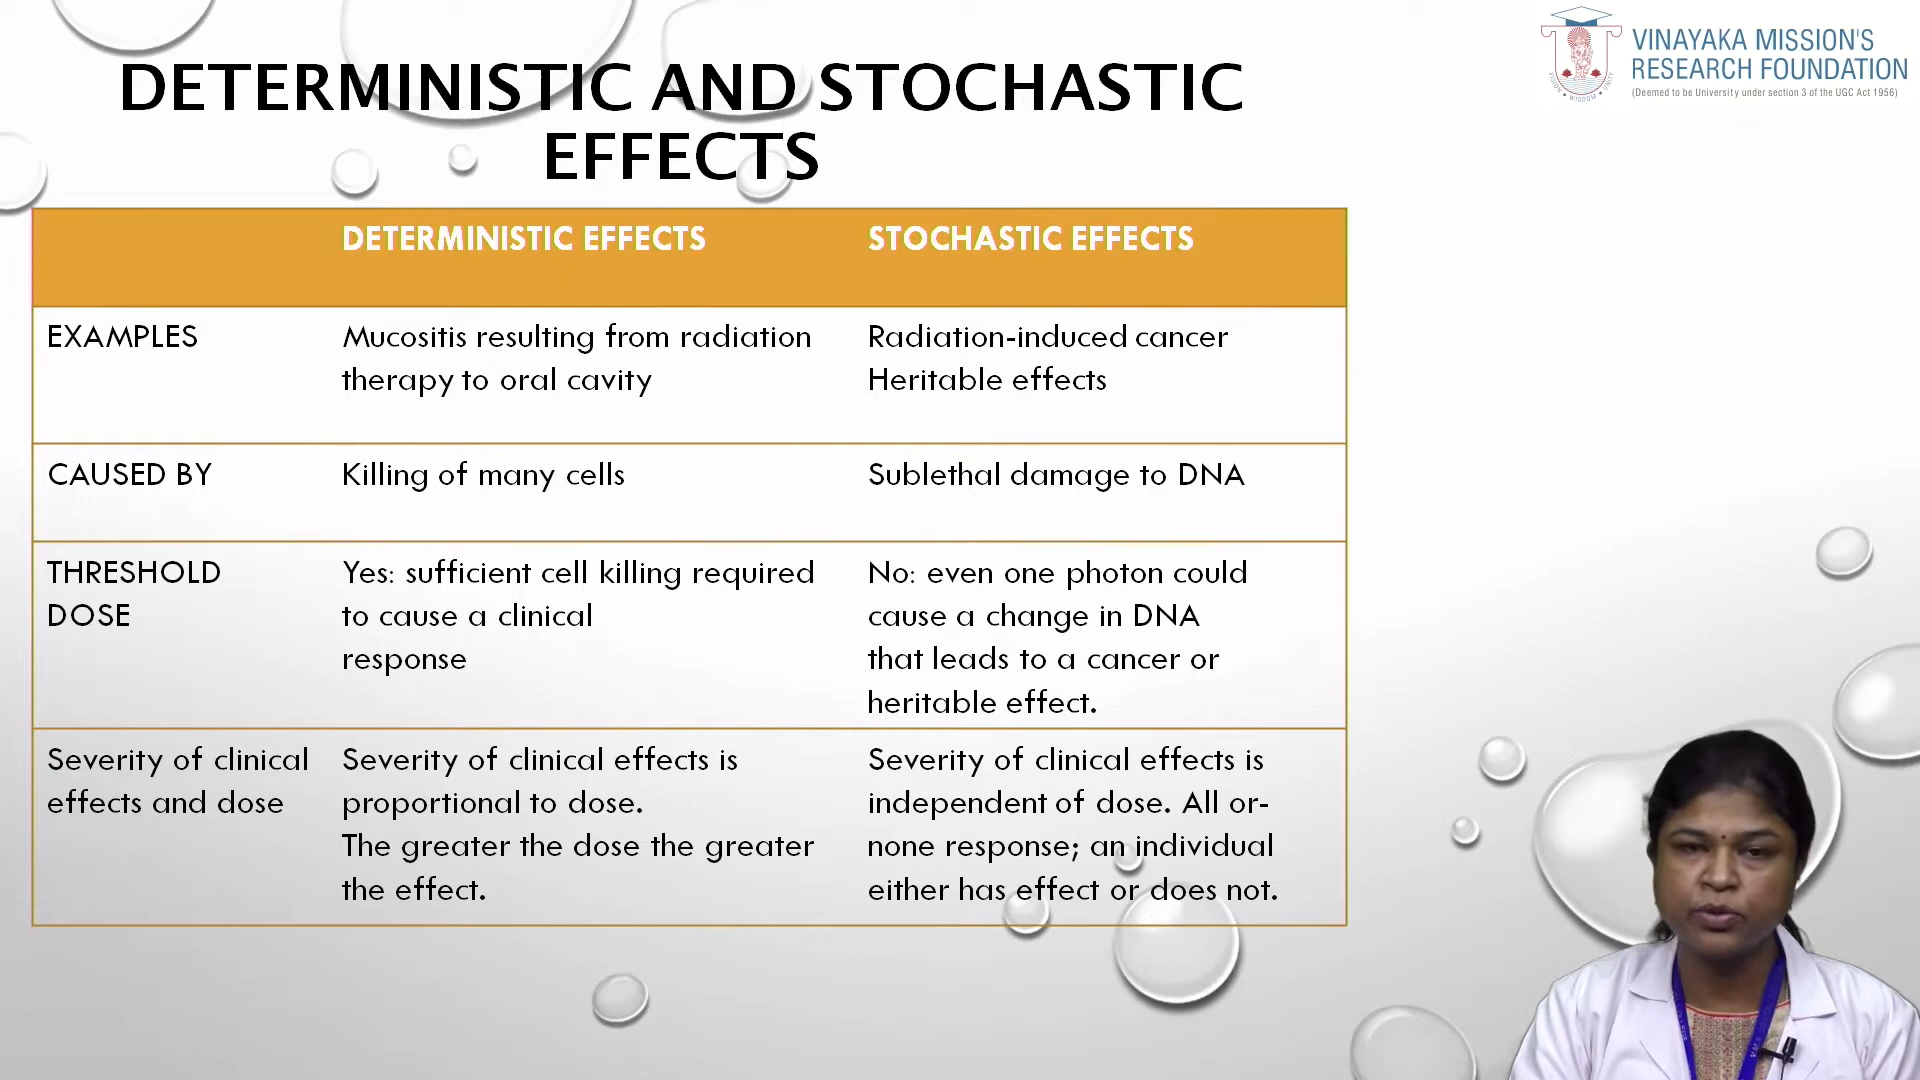 VINAYAKA MISSION'S
RESEARCH FOUNDATION
(Deemed to be University under section 3 of the UGC Act 1956)
DETERMINISTIC AND STOCHASTIC
EFFECTS
DETERMINISTIC EFFECTS
STOCHASTIC EFFECTS
EXAMPLES
Mucositis resulting from radiation
therapy to oral cavity
Radiation-induced cancer
Heritable effects
CAUSED BY
Killing of many cells
Sublethal damage to DNA
THRESHOLD
DOSE
Yes: sufficient cell killing required
to cause a clinical
response
No: even one photon could
cause a change in DNA
that leads to a cancer or
heritable effect.
Severity of clinical
effects and dose
Severity of clinical effects is
proportional to dose.
The greater the dose the greater
the effect.
Severity of clinical effects is
independent of dose. All or-
none response; an individual
either has effect or does not.